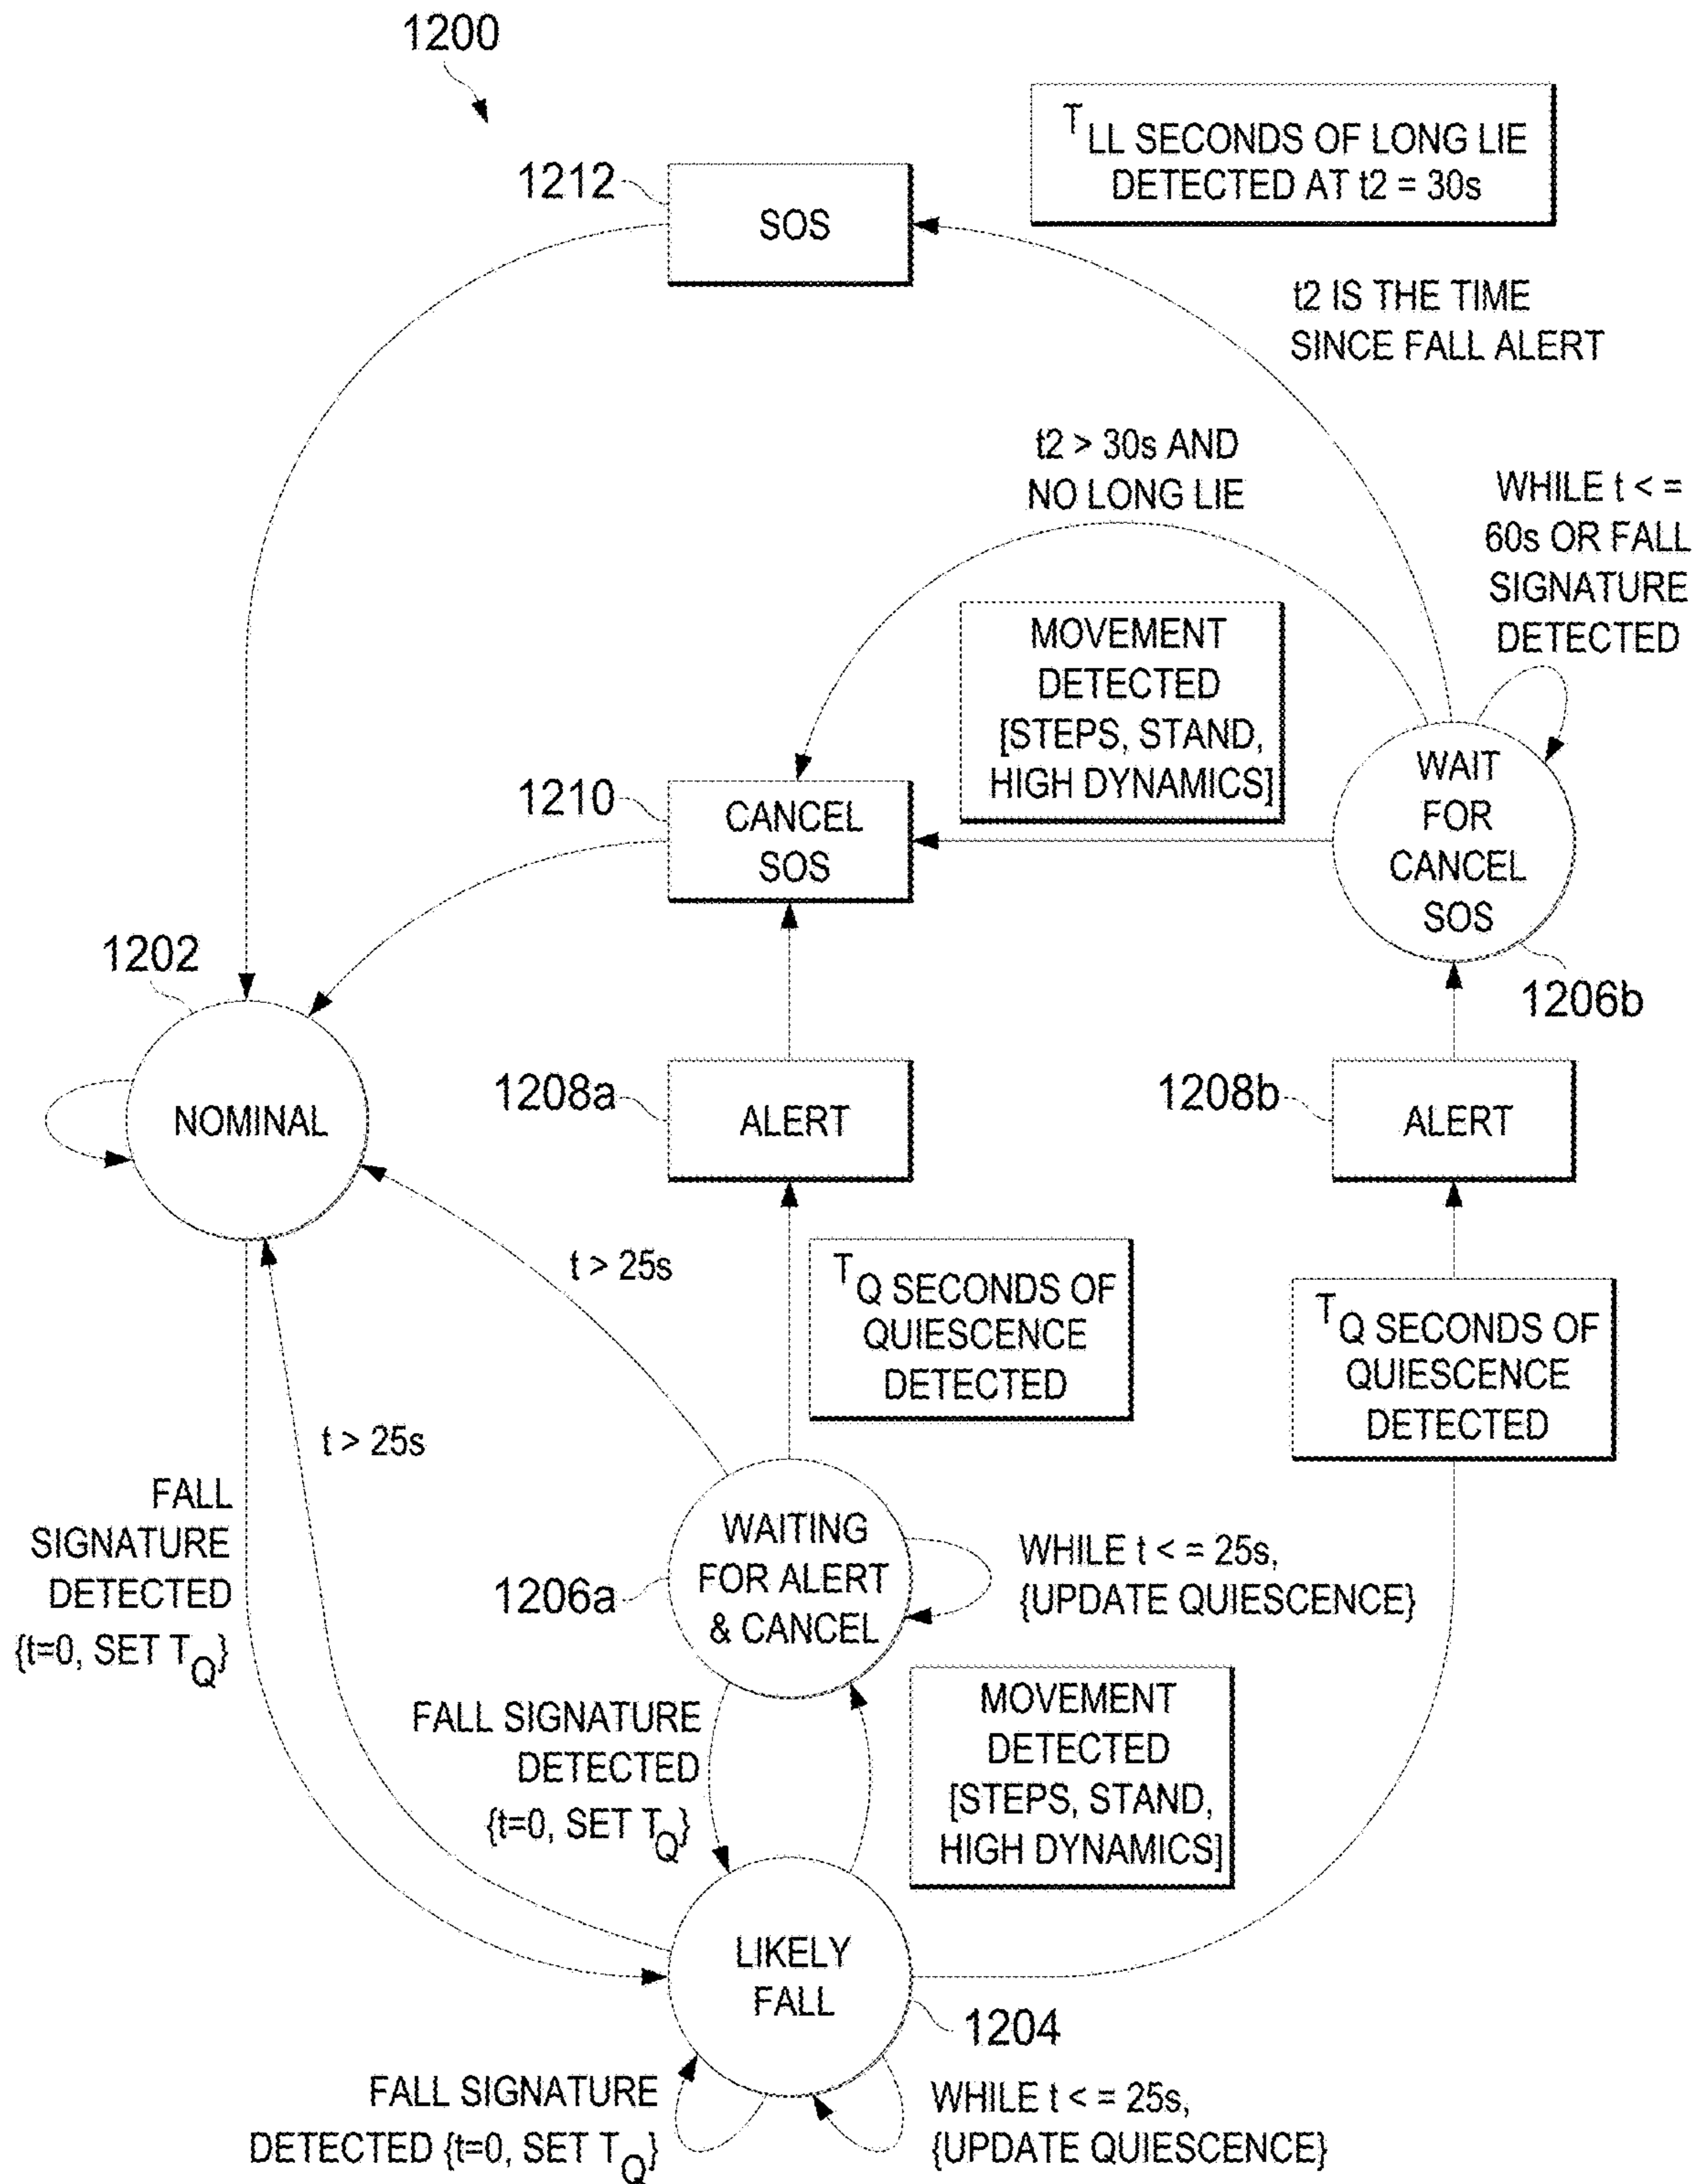 1200
T LL SECONDS OF LONG LIE
DETECTED AT t2 = 30s
1212
SOS
t2 IS THE TIME
SINCE FALL ALERT
t2 > 30s AND
NO LONG LIE
WHILE t < =
60s OR FALL
SIGNATURE
DETECTED
MOVEMENT
DETECTED
[STEPS, STAND,
HIGH DYNAMICS]
1210
CANCEL
SOS
WAIT
FOR
CANCEL
SOS
1206b
1202
NOMINAL
1208a
ALERT
1208b
ALERT
t > 25s
TQ SECONDS OF
QUIESCENCE
DETECTED
TQ SECONDS OF
QUIESCENCE
DETECTED
t > 25s
FALL
SIGNATURE
DETECTED
{t=0, SET TQ}
1206a
WAITING
FOR ALERT
& CANCEL
WHILE t < = 25s,
{UPDATE QUIESCENCE}
FALL SIGNATURE
DETECTED
{t=0, SET TQ}
MOVEMENT
DETECTED
[STEPS, STAND,
HIGH DYNAMICS]
LIKELY
FALL
1204
FALL SIGNATURE
DETECTED {t=0, SET TQ}
WHILE t < = 25s,
{UPDATE QUIESCENCE}